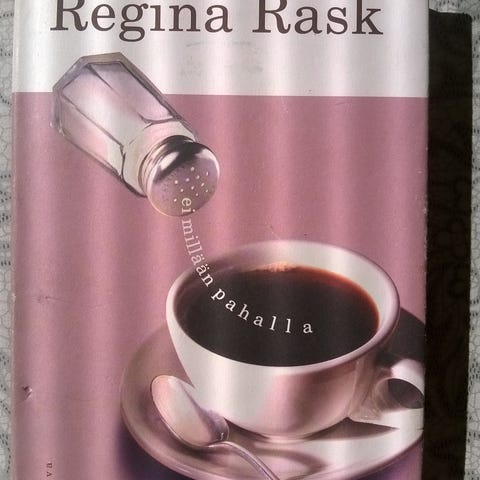 Regina Rask
ei millään pahalla